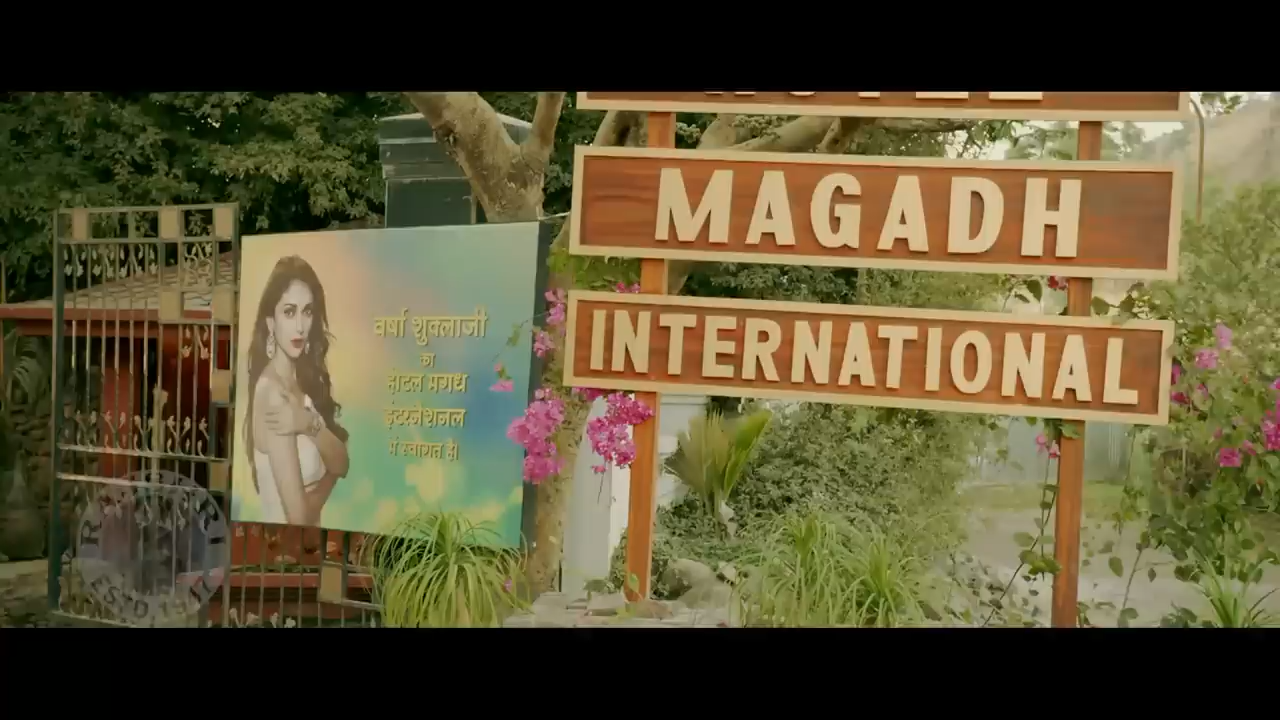 MAGADH
INTERNATIONAL
वर्षा शुक्लाजी
का
होटल मगध
इंटरनैशनल
में स्वागत है।